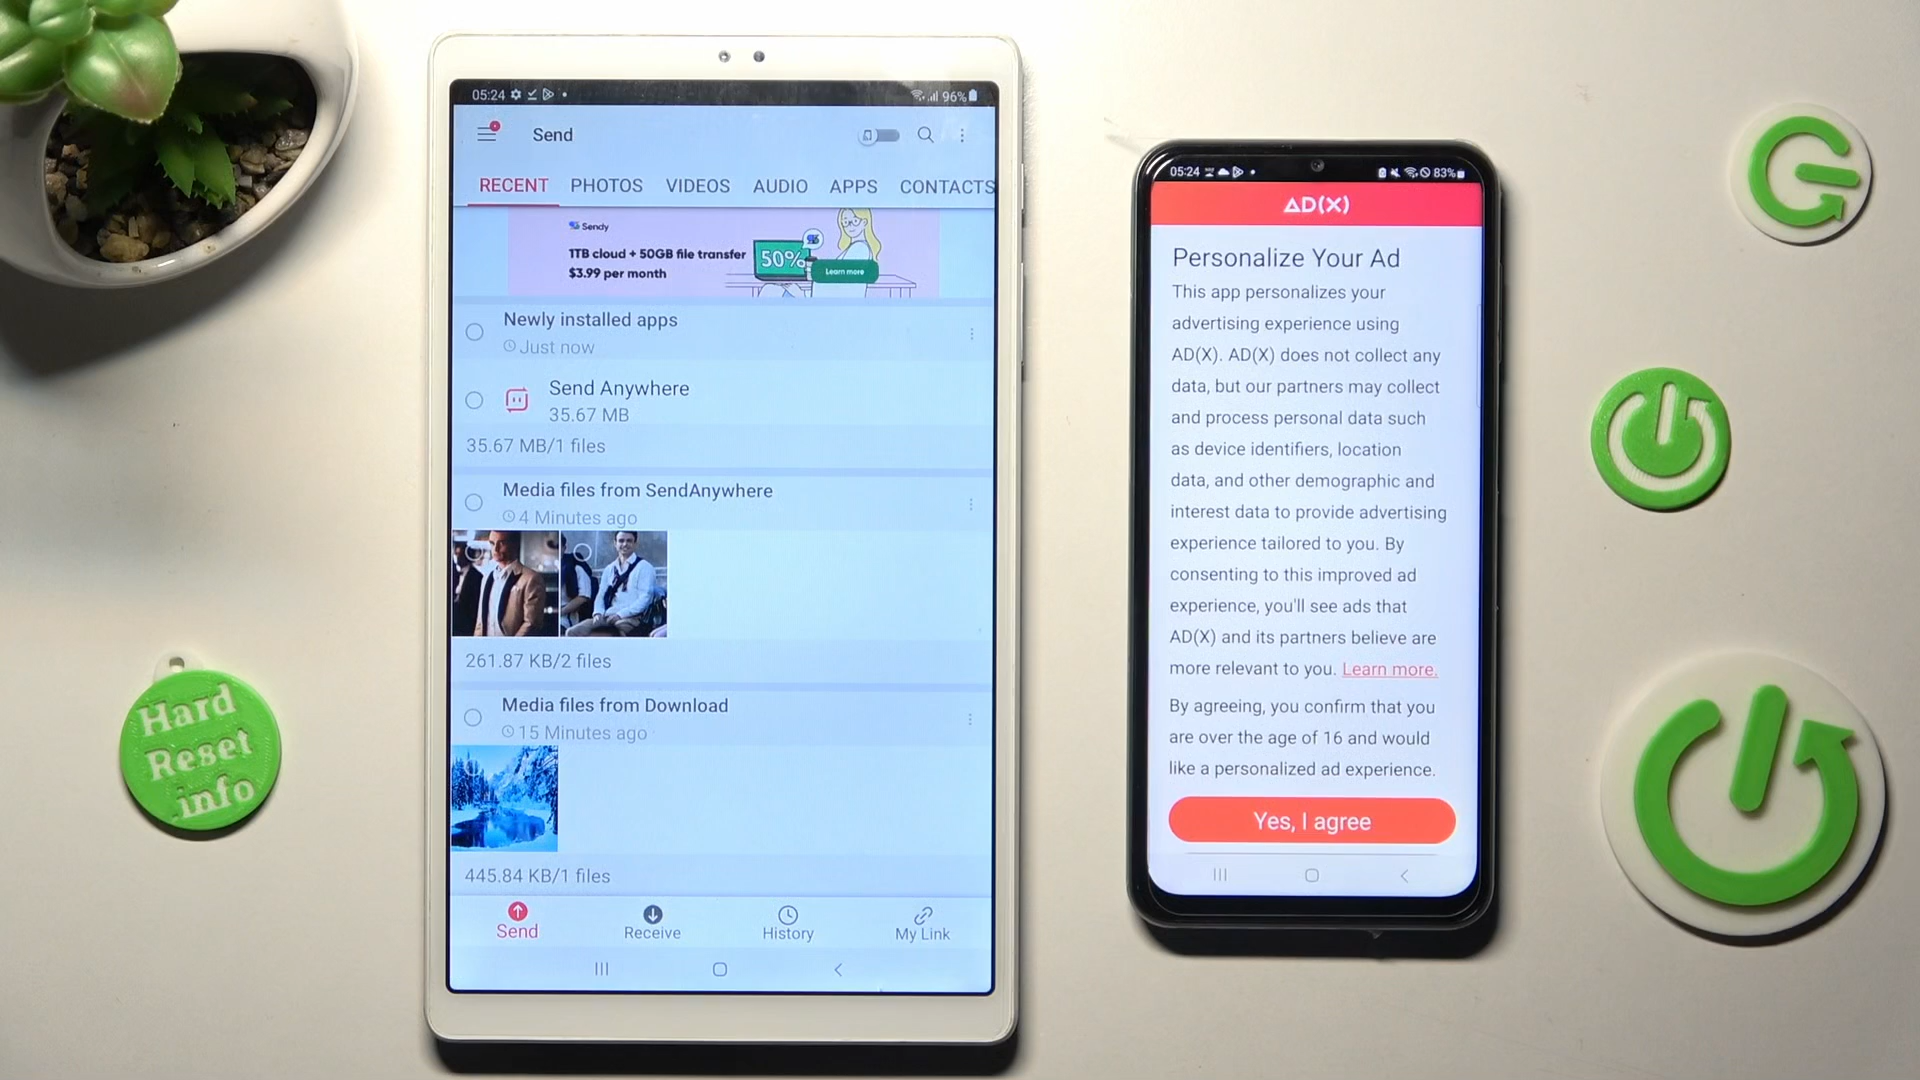 05:24
96%
Send
RECENT PHOTOS VIDEOS AUDIO APPS CONTACTS
Sendy
1TB cloud + 50GB file transfer
$3.99 per month
50%
Learn more
Newly installed apps
Just now
Send Anywhere
35.67 MB
35.67 MB/1 files
Media files from SendAnywhere
4 Minutes ago
261.87 KB/2 files
Media files from Download
15 Minutes ago
445.84 KB/1 files
Send Receive History My Link
05:24
83%
AD(X)
Personalize Your Ad
This app personalizes your
advertising experience using
AD(X). AD(X) does not collect any
data, but our partners may collect
and process personal data such
as device identifiers, location
data, and other demographic and
interest data to provide advertising
experience tailored to you. By
consenting to this improved ad
experience, you'll see ads that
AD(X) and its partners believe are
more relevant to you. Learn more.
By agreeing, you confirm that you
are over the age of 16 and would
like a personalized ad experience.
Yes, I agree
Hard
Reset
info